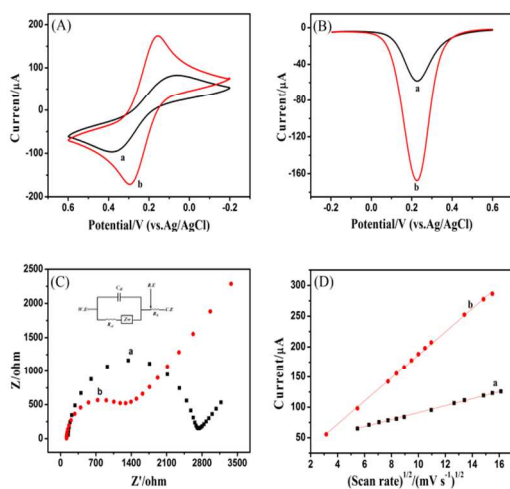 (A)
Current/μA
200
100
0
-100
-200
a
b
0.6 0.4 0.2 0.0 -0.2
Potential/V (vs.Ag/AgCl)
(B)
Current/μA
0
-40
-80
-120
-160
a
b
-0.2 0.0 0.2 0.4 0.6
Potential/V (vs.Ag/AgCl)
(C)
Z/ohm
2500
2000
1500
1000
500
0
a
b
W.E
R.E
C.E
0 700 1400 2100 2800 3500
Z'/ohm
(D)
Current/μA
300
250
200
150
100
50
b
a
2 4 6 8 10 12 14 16
(Scan rate)1/2/(mV s-1)1/2